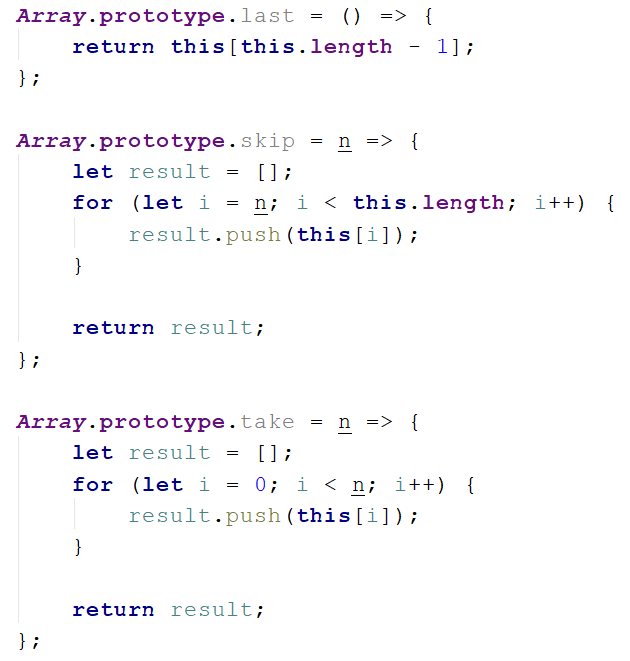 Array.prototype.last = () => {
    return this[this.length - 1];
};

Array.prototype.skip = n => {
    let result = [];
    for (let i = n; i < this.length; i++) {
        result.push(this[i]);
    }

    return result;
};

Array.prototype.take = n => {
    let result = [];
    for (let i = 0; i < n; i++) {
        result.push(this[i]);
    }

    return result;
};